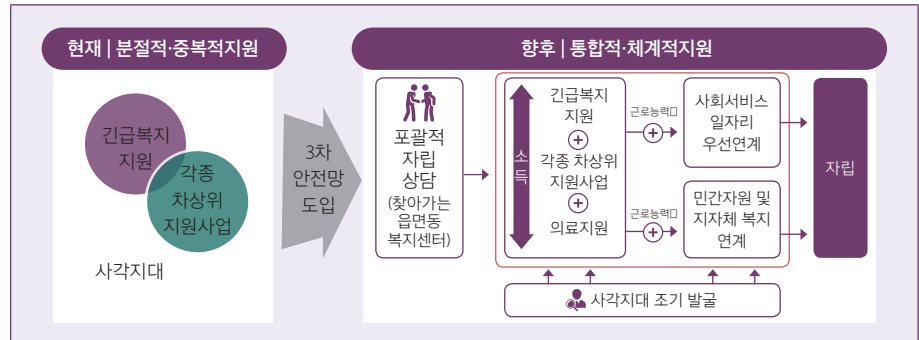 현재 | 분절적·중복적지원
긴급복지
지원
각종
차상위
지원사업
사각지대
3차
안전망
도입
향후 | 통합적·체계적지원
포괄적
자립
상담
(찾아가는
읍면동
복지센터)
소득
긴급복지
지원
각종 차상위
지원사업
의료지원
근로능력□
사회서비스
일자리
우선연계
근로능력□
민간자원 및
지자체 복지
연계
자립
사각지대 조기 발굴